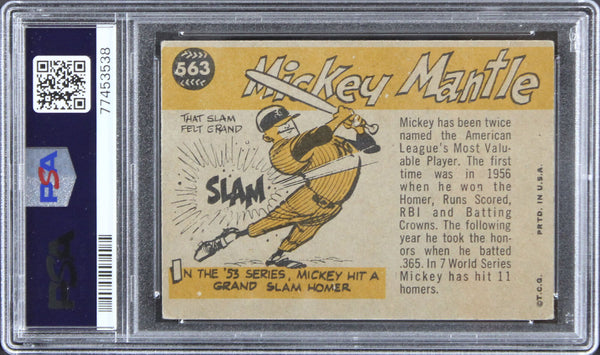 77453538
PSA
PSA
563
Mickey Mantle
THAT SLAM
FELT GRAND
SLAM
IN THE '53 SERIES, MICKEY HIT A
GRAND SLAM HOMER
Mickey has been twice
named the American
League's Most Valu-
able Player. The first
time was in 1956
when he won the
Homer, Runs Scored,
RBI and Batting
Crowns. The following
year he took the hon-
ors when he batted
.365. In 7 World Series
Mickey has hit 11
homers.
PRTD. IN U.S.A.
©T.C.G.